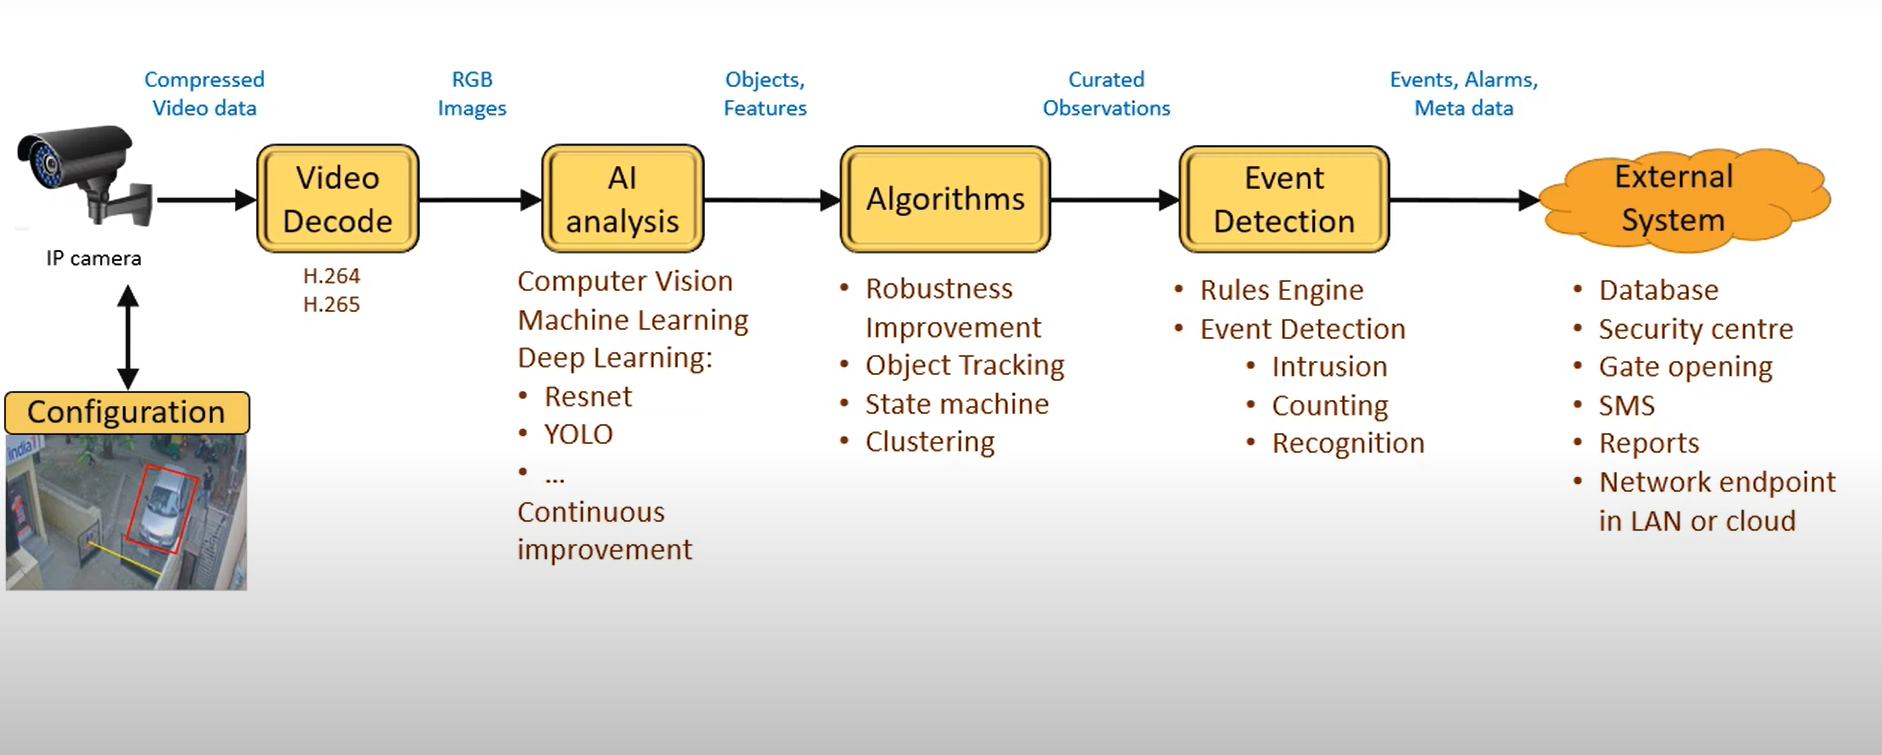 Compressed
Video data
RGB
Images
Objects,
Features
Curated
Observations
Events, Alarms,
Meta data
IP camera
Video
Decode
H.264
H.265
AI
analysis
Computer Vision
Machine Learning
Deep Learning:
• Resnet
• YOLO
• ...
Continuous
improvement
Algorithms
• Robustness
Improvement
• Object Tracking
• State machine
• Clustering
Event
Detection
• Rules Engine
• Event Detection
• Intrusion
• Counting
• Recognition
External
System
• Database
• Security centre
• Gate opening
• SMS
• Reports
• Network endpoint
in LAN or cloud
Configuration
india